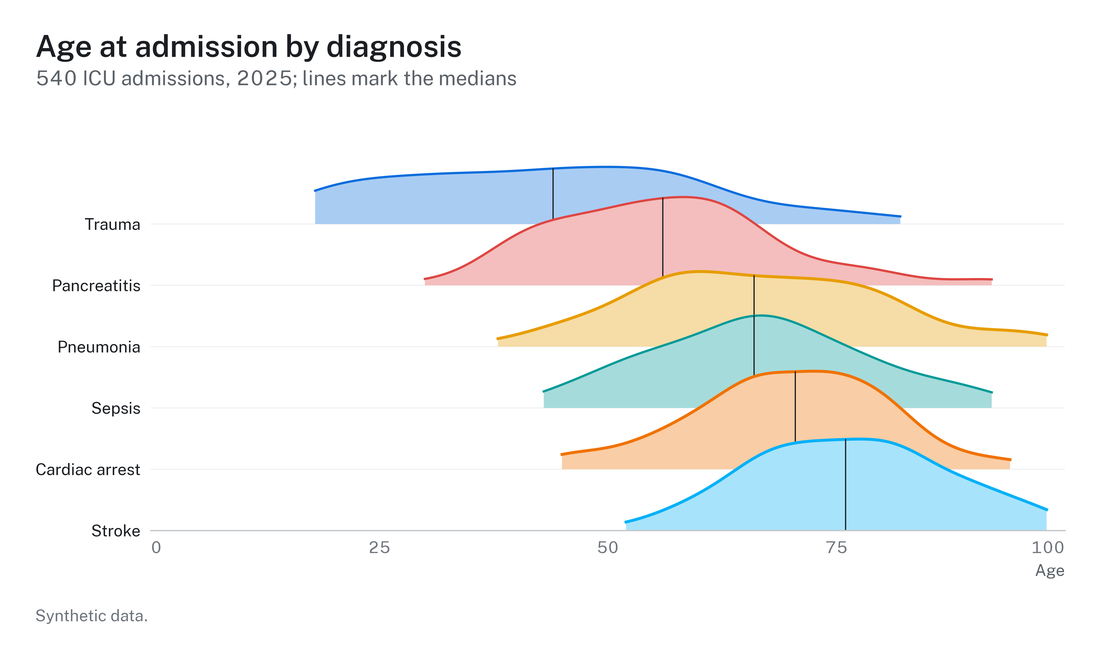 Age at admission by diagnosis
540 ICU admissions, 2025; lines mark the medians
Trauma
Pancreatitis
Pneumonia
Sepsis
Cardiac arrest
Stroke
0 25 50 75 100
Age
Synthetic data.